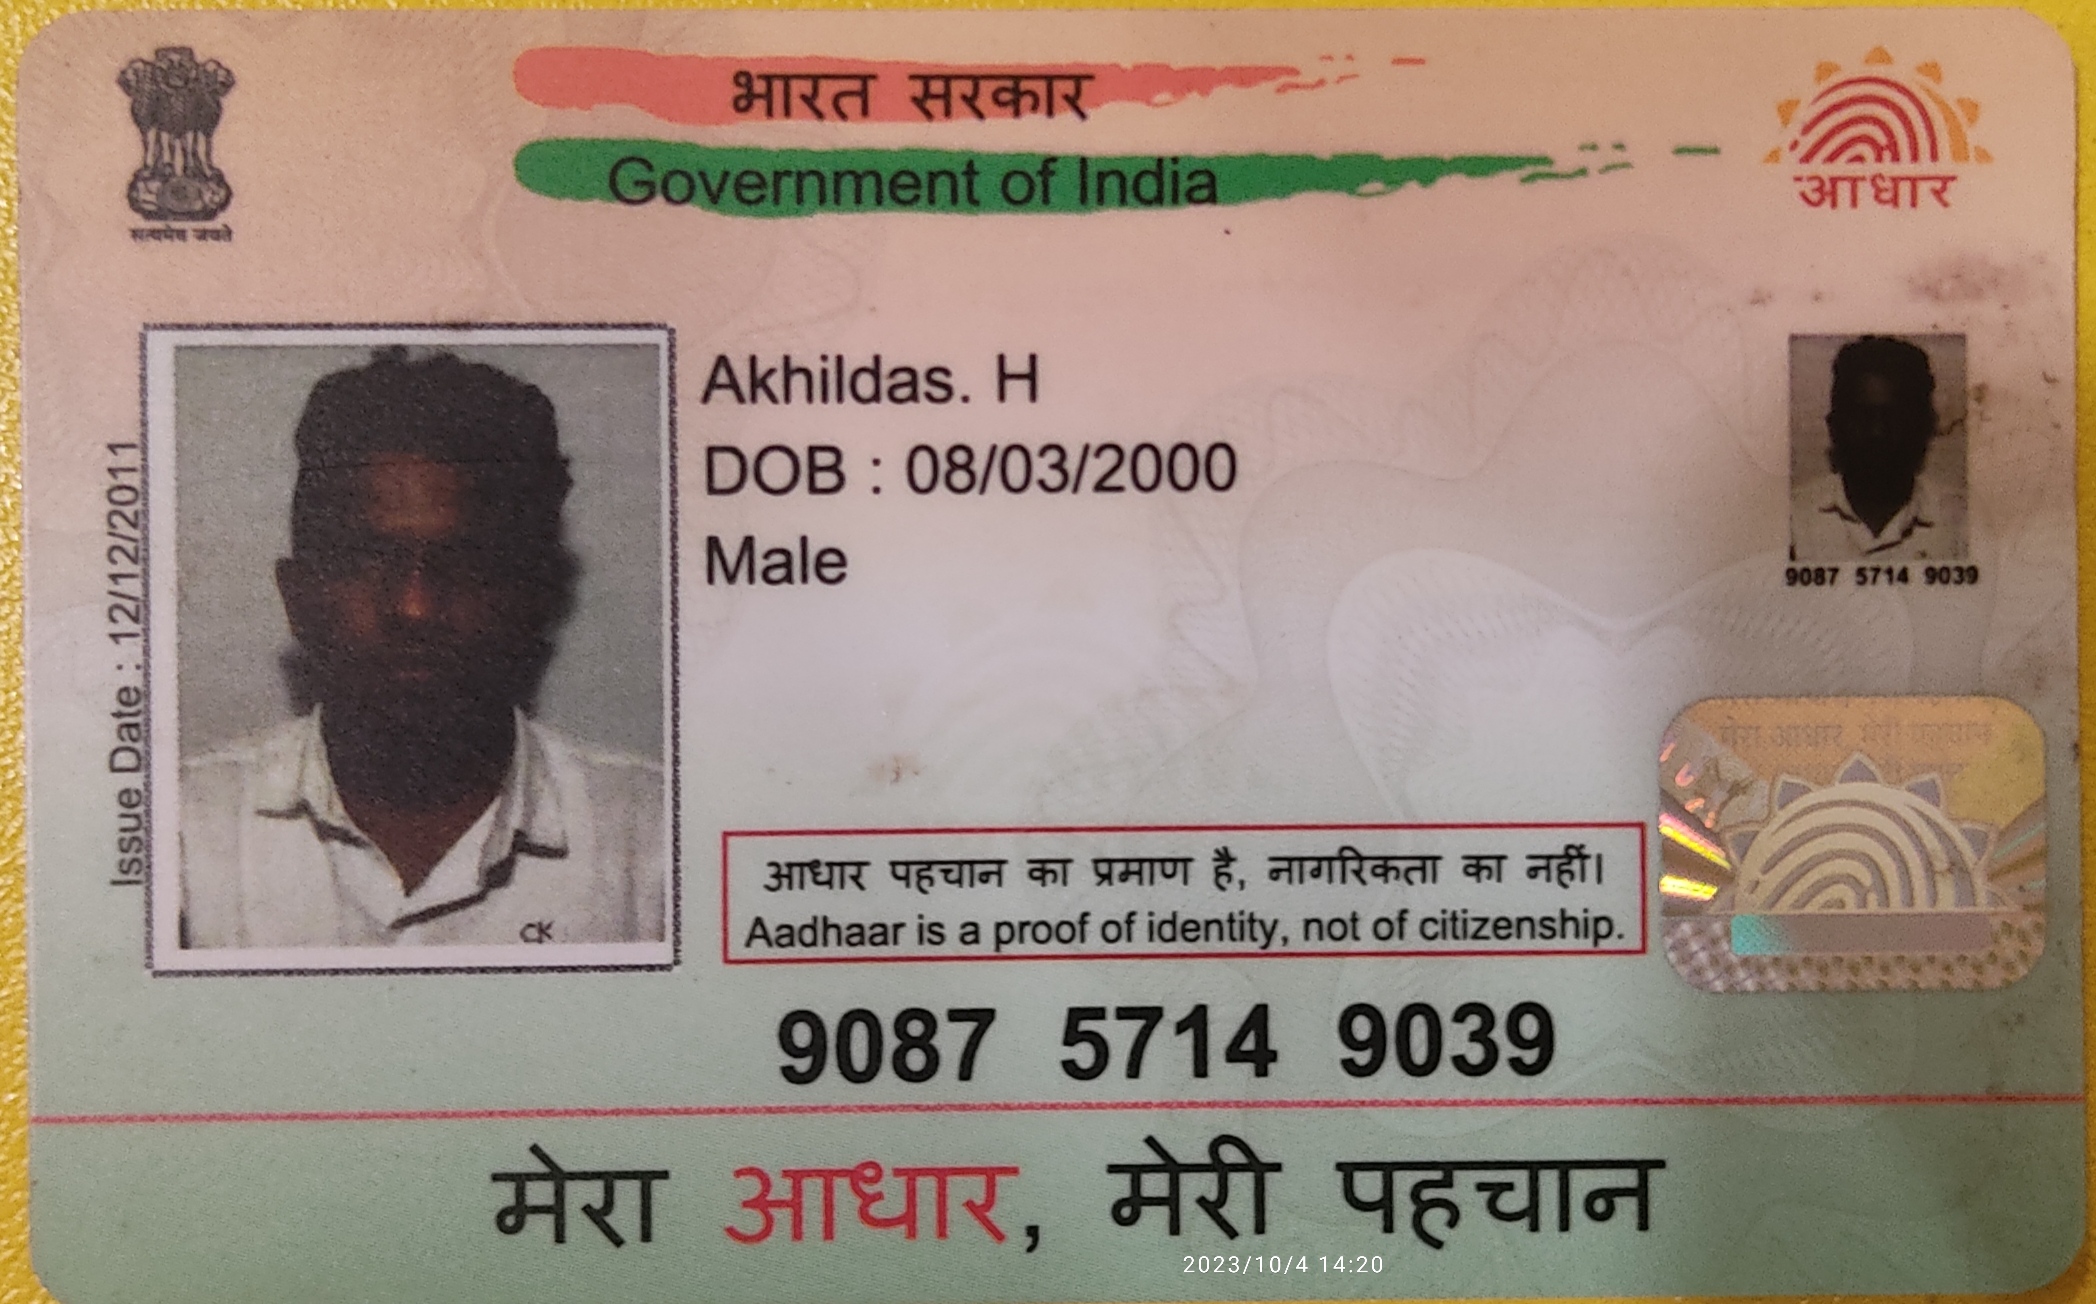 भारत सरकार
Government of India
सत्यमेव जयते
आधार
Issue Date : 12/12/2011
Akhildas. H
DOB : 08/03/2000
Male
9087 5714 9039
CK
मेरा आधार, मेरी पहचान
आधार पहचान का प्रमाण है, नागरिकता का नहीं।
Aadhaar is a proof of identity, not of citizenship.
9087 5714 9039
मेरा आधार, मेरी पहचान
2023/10/4 14:20